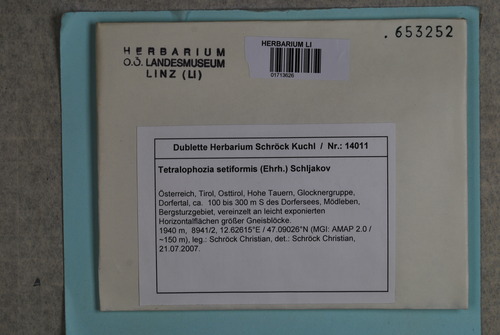 HERBARIUM
O.Ö. LANDESMUSEUM
LINZ (LI)
HERBARIUM LI
01713626
.653252
Dublette Herbarium Schröck Kuchl / Nr.: 14011
Tetralophozia setiformis (Ehrh.) Schljakov
Österreich, Tirol, Osttirol, Hohe Tauern, Glocknergruppe,
Dorfertal, ca. 100 bis 300 m S des Dorfersees, Mödleben,
Bergsturzgebiet, vereinzelt an leicht exponierten
Horizontalflächen größer Gneisblöcke.
1940 m, 8941/2, 12.62615°E / 47.09026°N (MGI: AMAP 2.0 /
~150 m), leg.: Schröck Christian, det.: Schröck Christian,
21.07.2007.